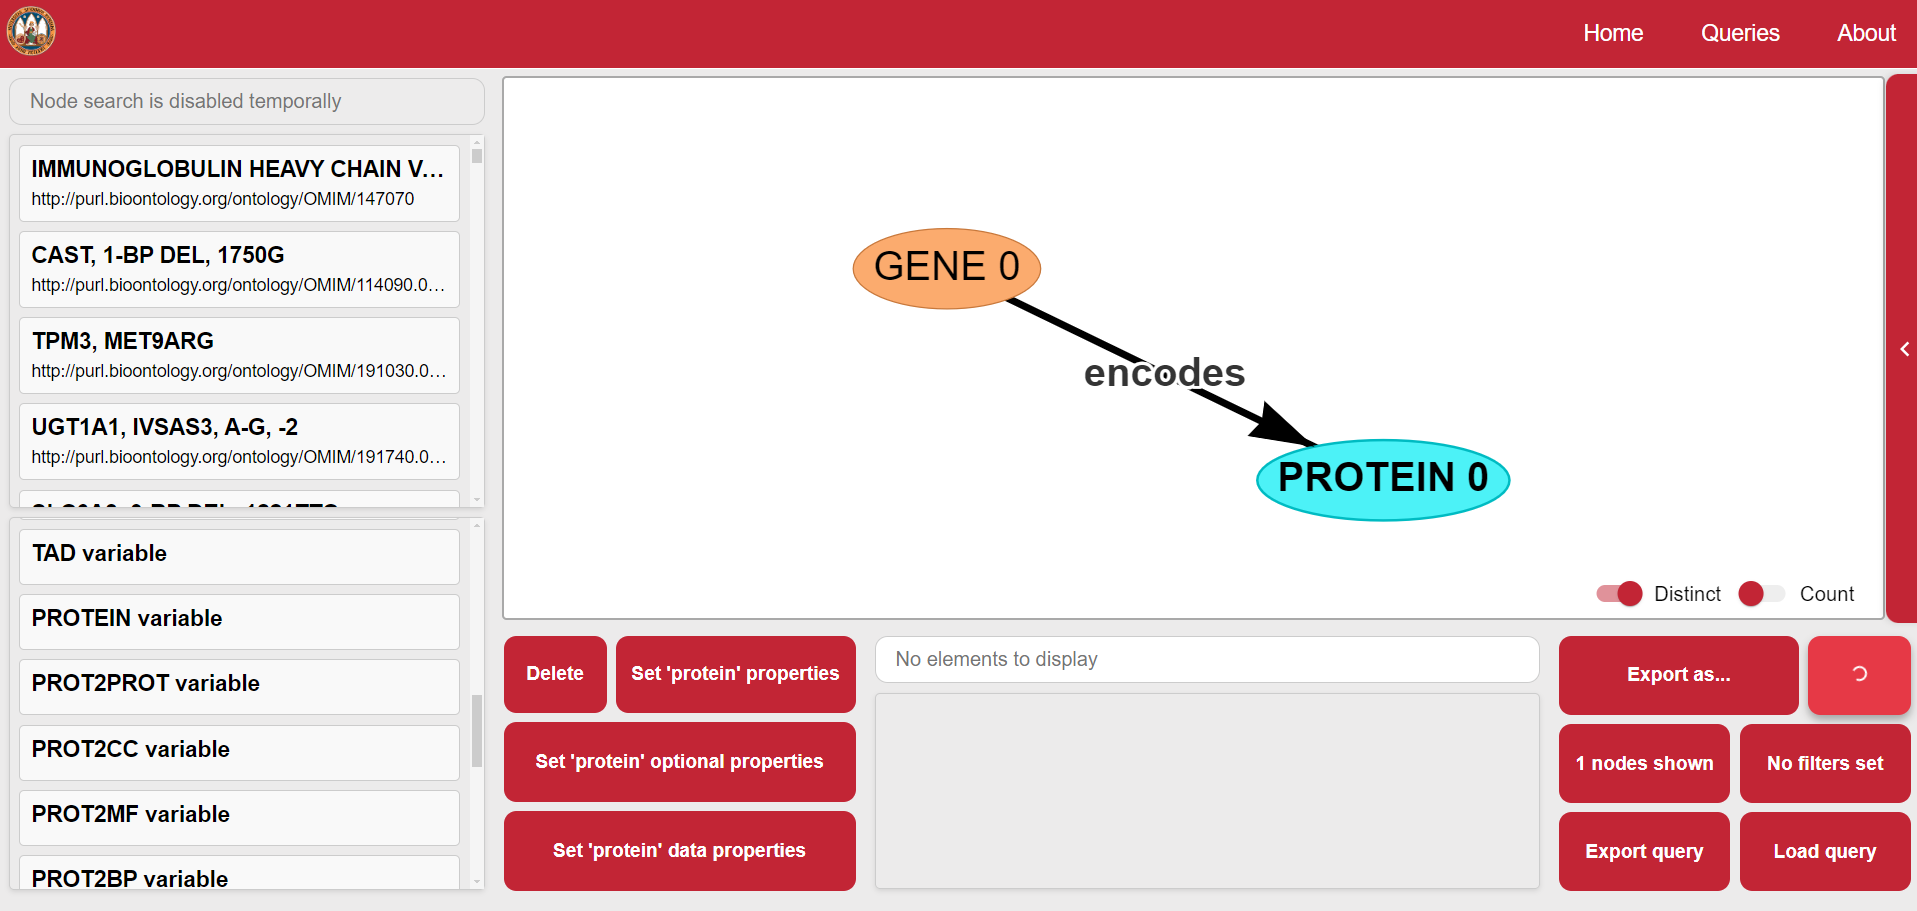 Home Queries About
Node search is disabled temporally
IMMUNOGLOBULIN HEAVY CHAIN V...
http://purl.bioontology.org/ontology/OMIM/147070
CAST, 1-BP DEL, 1750G
http://purl.bioontology.org/ontology/OMIM/114090.0...
TPM3, MET9ARG
http://purl.bioontology.org/ontology/OMIM/191030.0...
UGT1A1, IVSAS3, A-G, -2
http://purl.bioontology.org/ontology/OMIM/191740.0...
TAD variable
PROTEIN variable
PROT2PROT variable
PROT2CC variable
PROT2MF variable
PROT2BP variable
GENE 0
encodes
PROTEIN 0
Distinct Count
Delete
Set 'protein' properties
Set 'protein' optional properties
Set 'protein' data properties
No elements to display
Export as...
1 nodes shown
No filters set
Export query
Load query